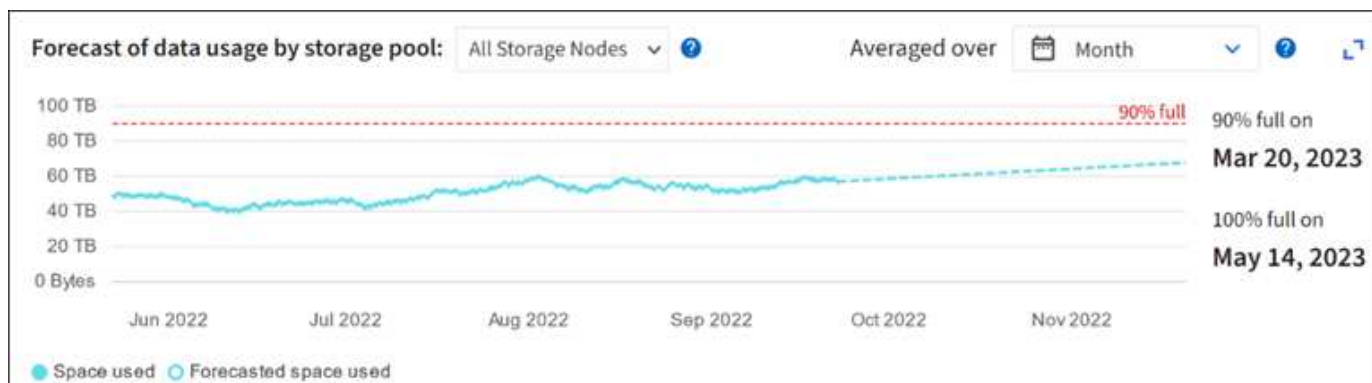 Forecast of data usage by storage pool: All Storage Nodes ? Averaged over Month ?
100 TB
90% full
90% full on
80 TB
Mar 20, 2023
60 TB
40 TB
100% full on
20 TB
May 14, 2023
0 Bytes
Jun 2022 Jul 2022 Aug 2022 Sep 2022 Oct 2022 Nov 2022
Space used Forecasted space used